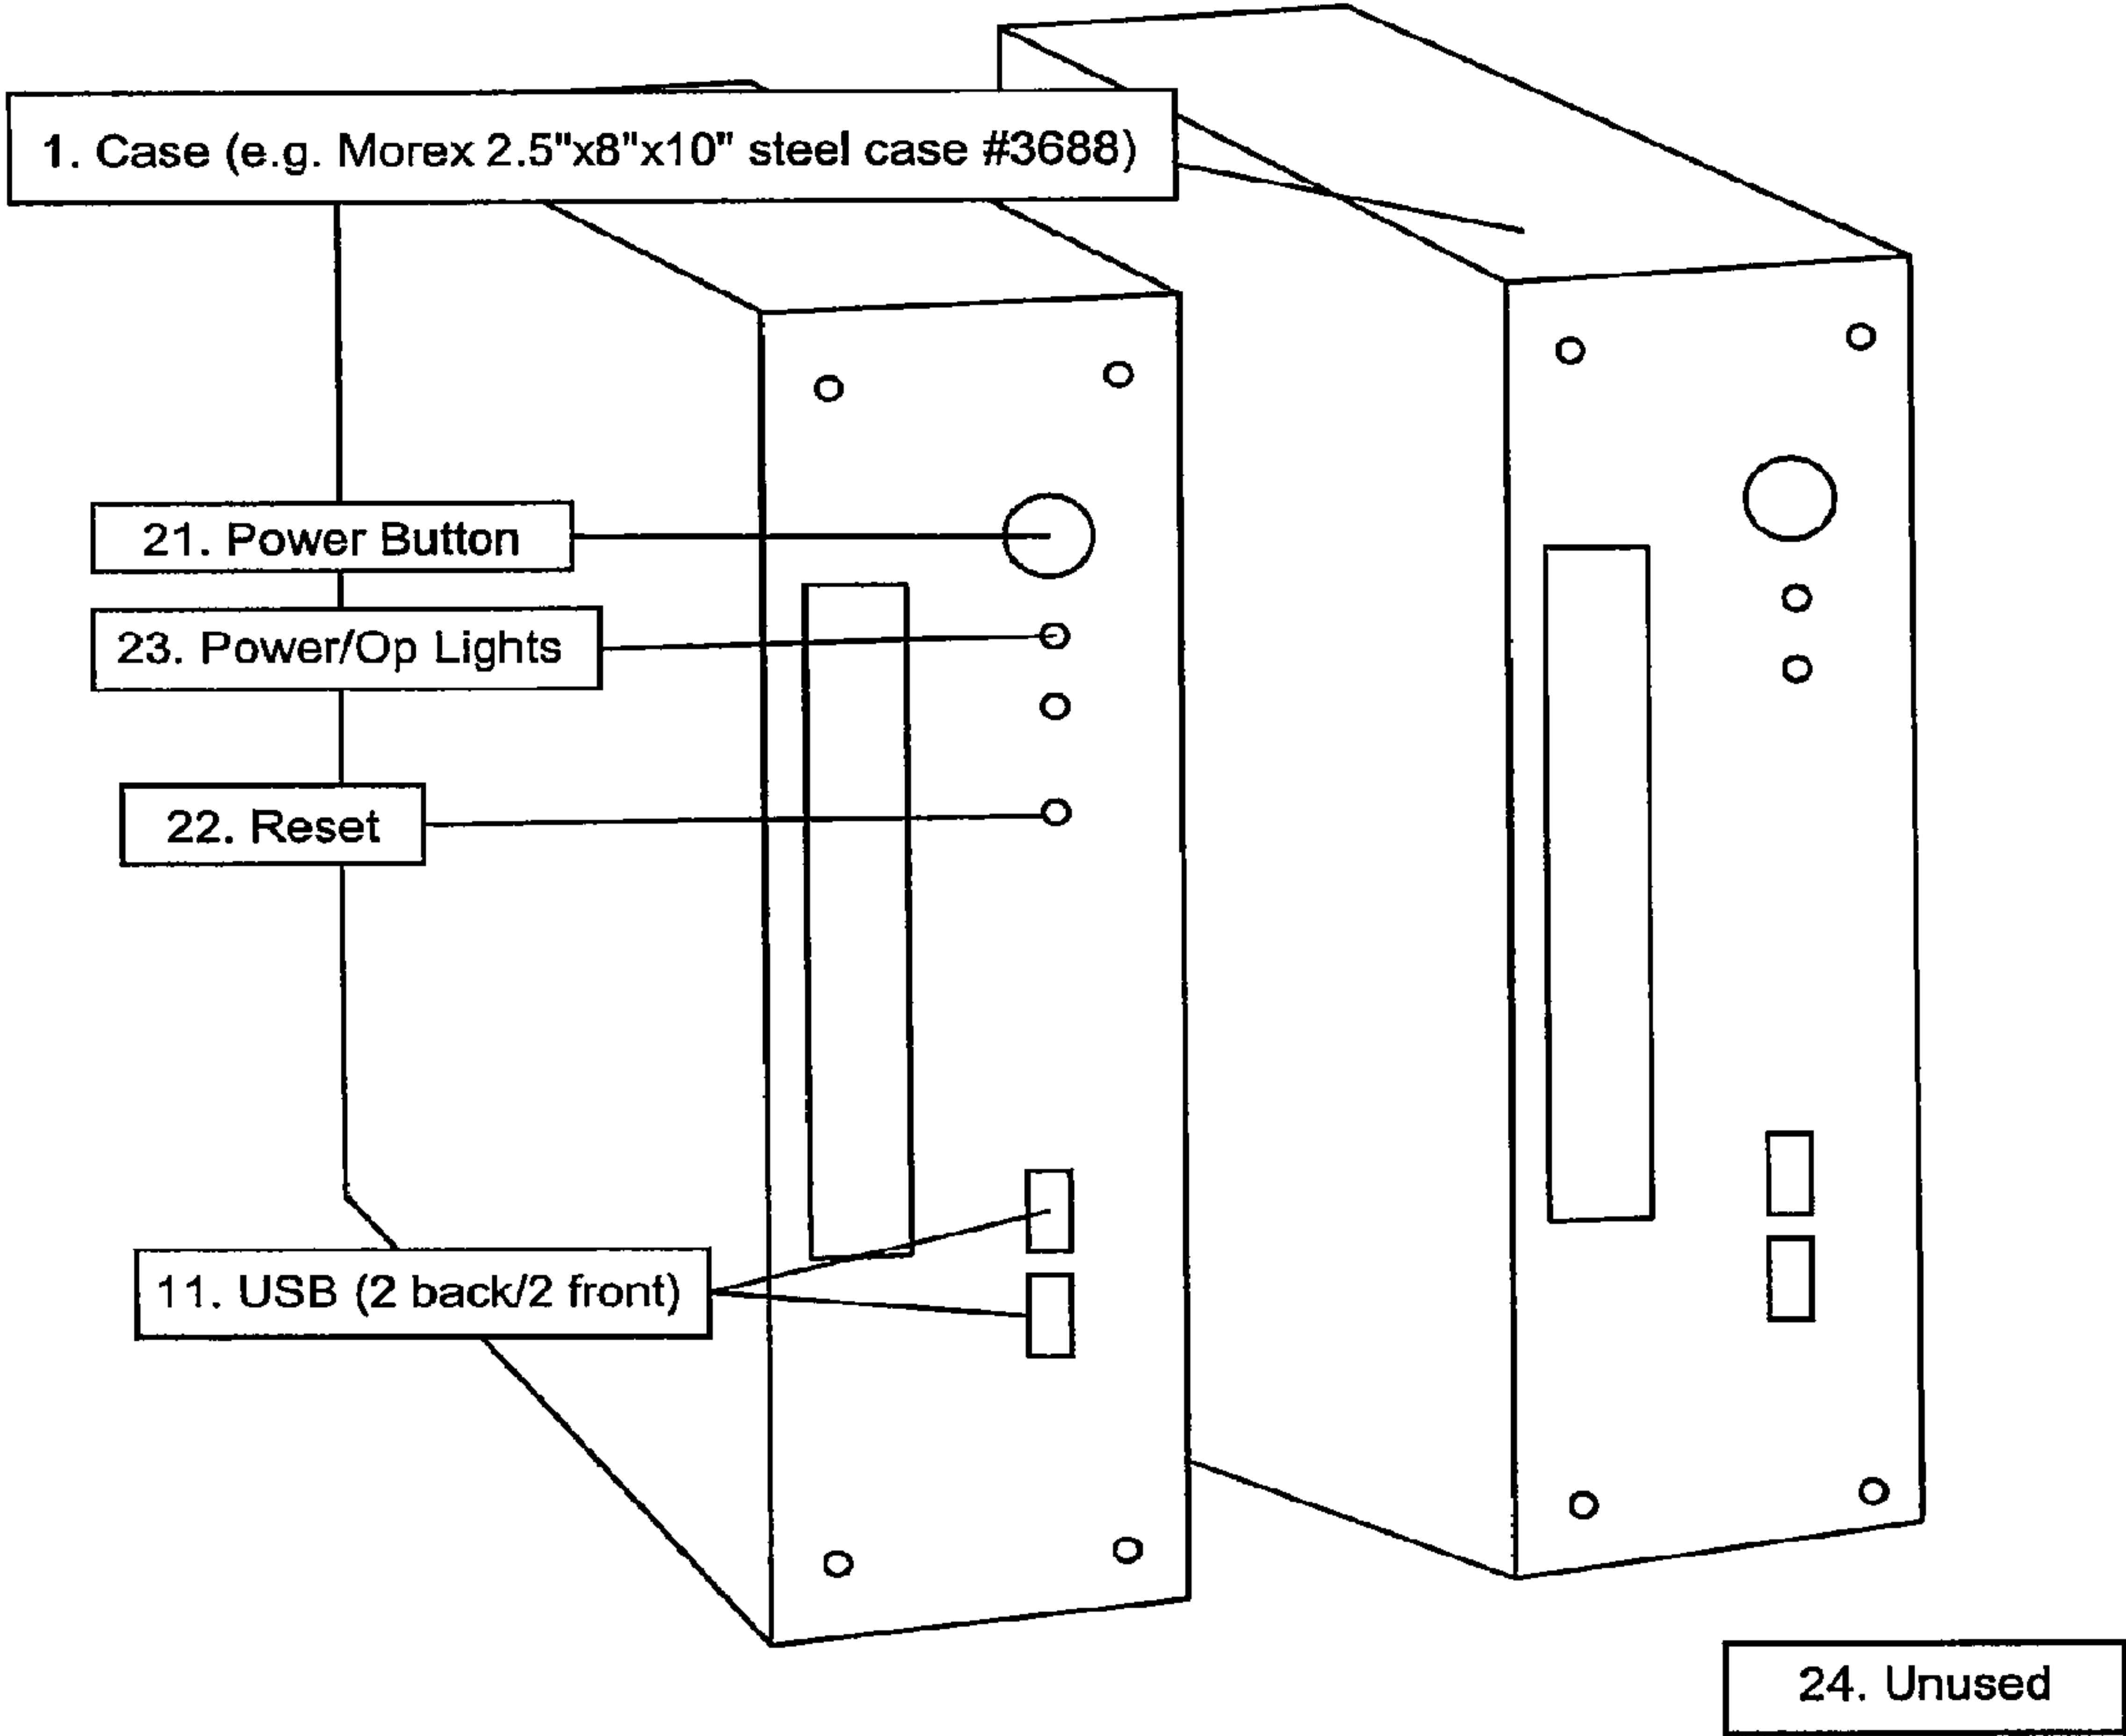 1. Case (e.g. Morex 2.5"x8"x10" steel case #3688)
21. Power Button
23. Power/Op Lights
22. Reset
11. USB (2 back/2 front)
24. Unused